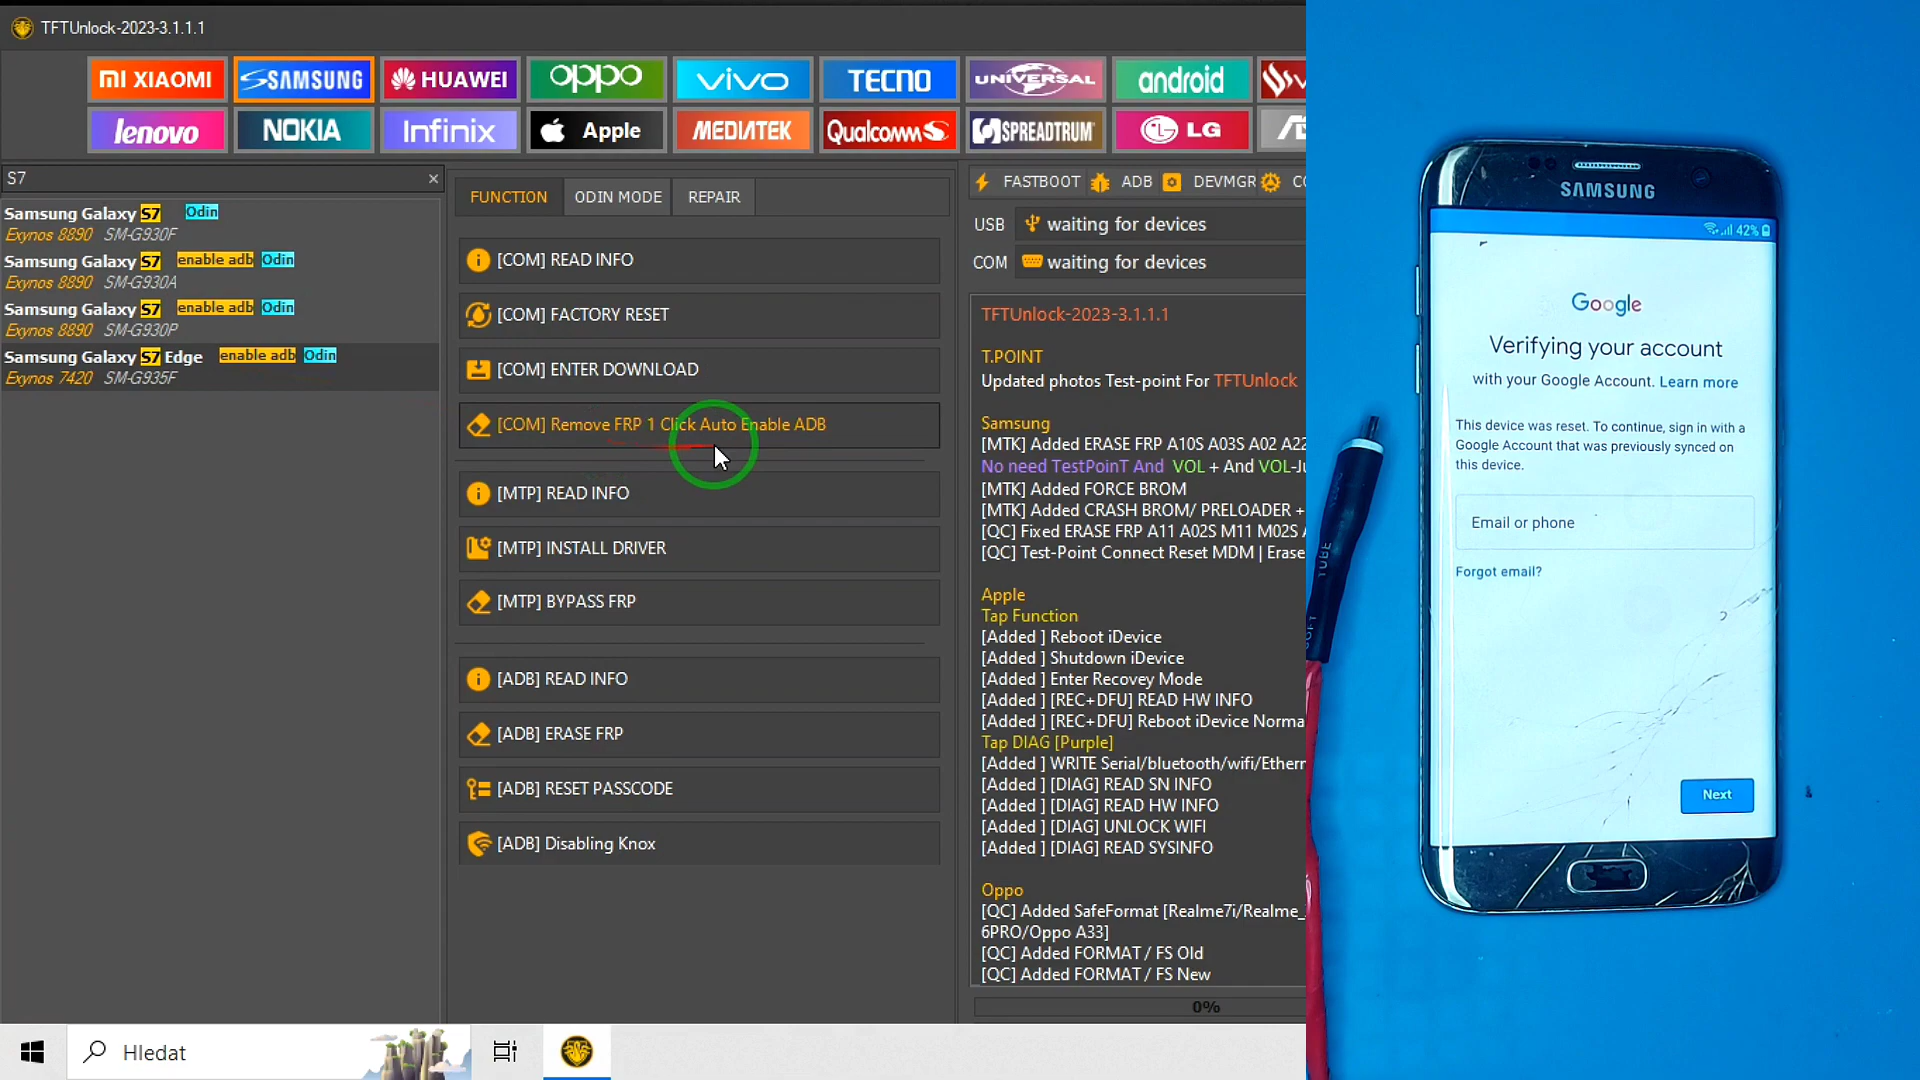 TFTUnlock-2023-3.1.1.1
XIAOMI
SAMSUNG
HUAWEI
oppo
vivo
TECNO
UNIVERSAL
android
lenovo
NOKIA
Infinix
Apple
MEDIATEK
Qualcomm
SPREADTRUM
LG
S7
Samsung Galaxy S7 Odin
Exynos 8890 SM-G930F
Samsung Galaxy S7 enable adb Odin
Exynos 8890 SM-G930A
Samsung Galaxy S7 enable adb Odin
Exynos 8890 SM-G930P
Samsung Galaxy S7 Edge enable adb Odin
Exynos 7420 SM-G935F
FUNCTION
ODIN MODE
REPAIR
[COM] READ INFO
[COM] FACTORY RESET
[COM] ENTER DOWNLOAD
[COM] Remove FRP 1 Click Auto Enable ADB
[MTP] READ INFO
[MTP] INSTALL DRIVER
[MTP] BYPASS FRP
[ADB] READ INFO
[ADB] ERASE FRP
[ADB] RESET PASSCODE
[ADB] Disabling Knox
FASTBOOT ADB DEVMGR
USB waiting for devices
COM waiting for devices
TFTUnlock-2023-3.1.1.1
T.POINT
Updated photos Test-point For TFTUnlock
Samsung
[MTK] Added ERASE FRP A10S A03S A02 A22
No need TestPoinT And VOL + And VOL-Ju
[MTK] Added FORCE BROM
[MTK] Added CRASH BROM/ PRELOADER +
[QC] Fixed ERASE FRP A11 A02S M11 M02S A
[QC] Test-Point Connect Reset MDM | Erase
Apple
Tap Function
[Added ] Reboot iDevice
[Added ] Shutdown iDevice
[Added ] Enter Recovey Mode
[Added ] [REC+DFU] READ HW INFO
[Added ] [REC+DFU] Reboot iDevice Norma
Tap DIAG [Purple]
[Added ] WRITE Serial/bluetooth/wifi/Ethern
[Added ] [DIAG] READ SN INFO
[Added ] [DIAG] READ HW INFO
[Added ] [DIAG] UNLOCK WIFI
[Added ] [DIAG] READ SYSINFO
Oppo
[QC] Added SafeFormat [Realme7i/Realme_
6PRO/Oppo A33]
[QC] Added FORMAT / FS Old
[QC] Added FORMAT / FS New
0%
Hledat
SAMSUNG
42%
Google
Verifying your account
with your Google Account. Learn more
This device was reset. To continue, sign in with a
Google Account that was previously synced on
this device.
Email or phone
Forgot email?
Next
TUBE